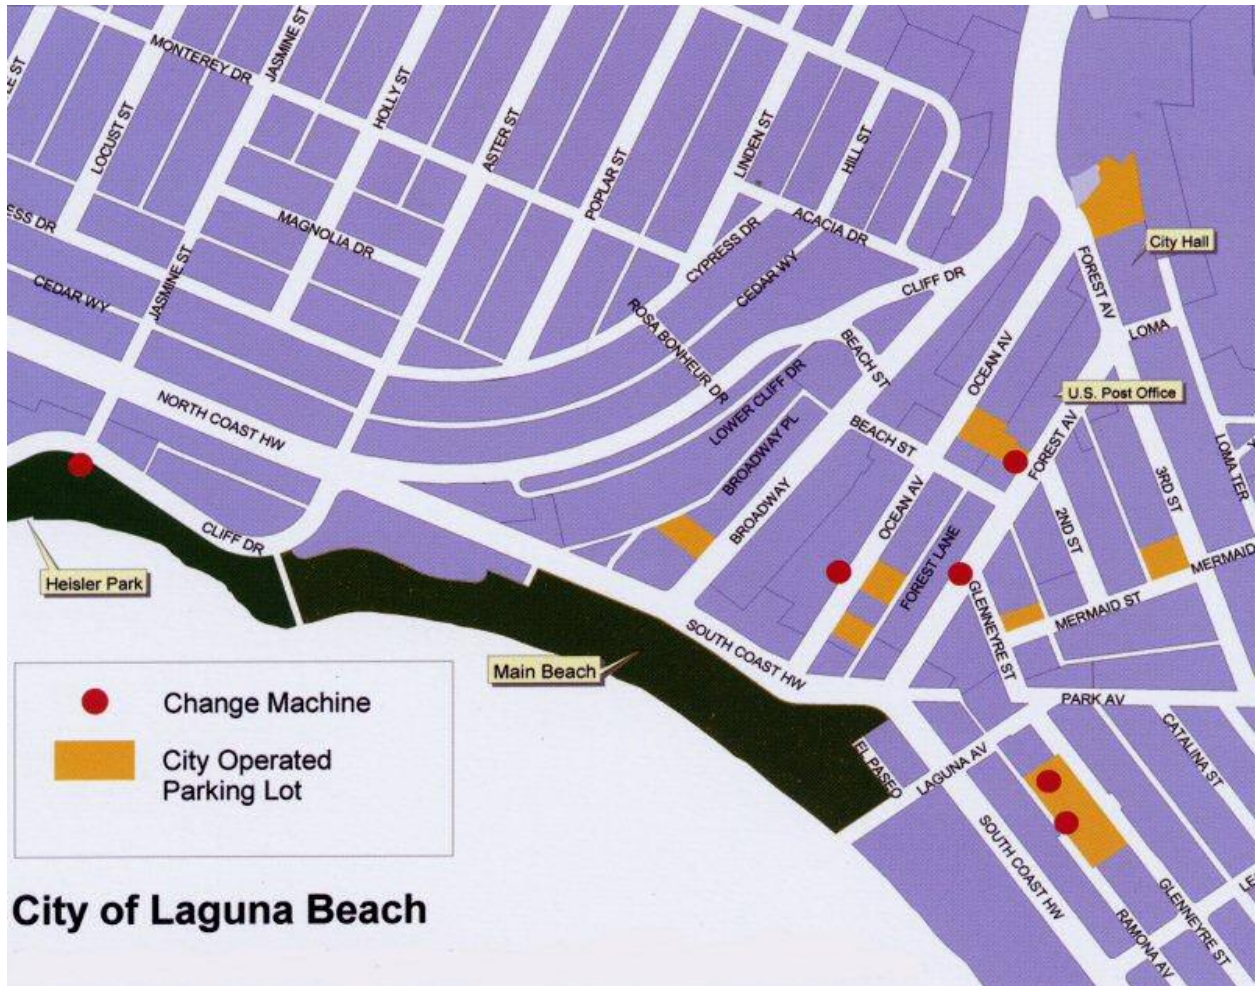 MONTEREY DR
JASMINE ST
LE ST
LOCUST ST
HOLLY ST
ASTER ST
POPLAR ST
LINDEN ST
HILL ST
ACACIA DR
CYPRESS DR
CEDAR WY
CLIFF DR
MAGNOLIA DR
ESS DR
CEDAR WY
JASMINE ST
ROSA BONHEUR DR
BEACH ST
LOWER CLIFF DR
BROADWAY PL
BROADWAY
NORTH COAST HW
City Hall
FOREST AV
LOMA
OCEAN AV
U.S. Post Office
FOREST AV
BEACH ST
LOMA TER
3RD ST
2ND ST
OCEAN AV
FOREST LANE
MERMAID
MERMAID ST
GLENNEYRE ST
CLIFF DR
Heisler Park
Main Beach
SOUTH COAST HW
PARK AV
CATALINA ST
EL PASEO
LAGUNA AV
SOUTH COAST HW
RAMONA AV
GLENNEYRE ST
LE
Change Machine
City Operated
Parking Lot
City of Laguna Beach